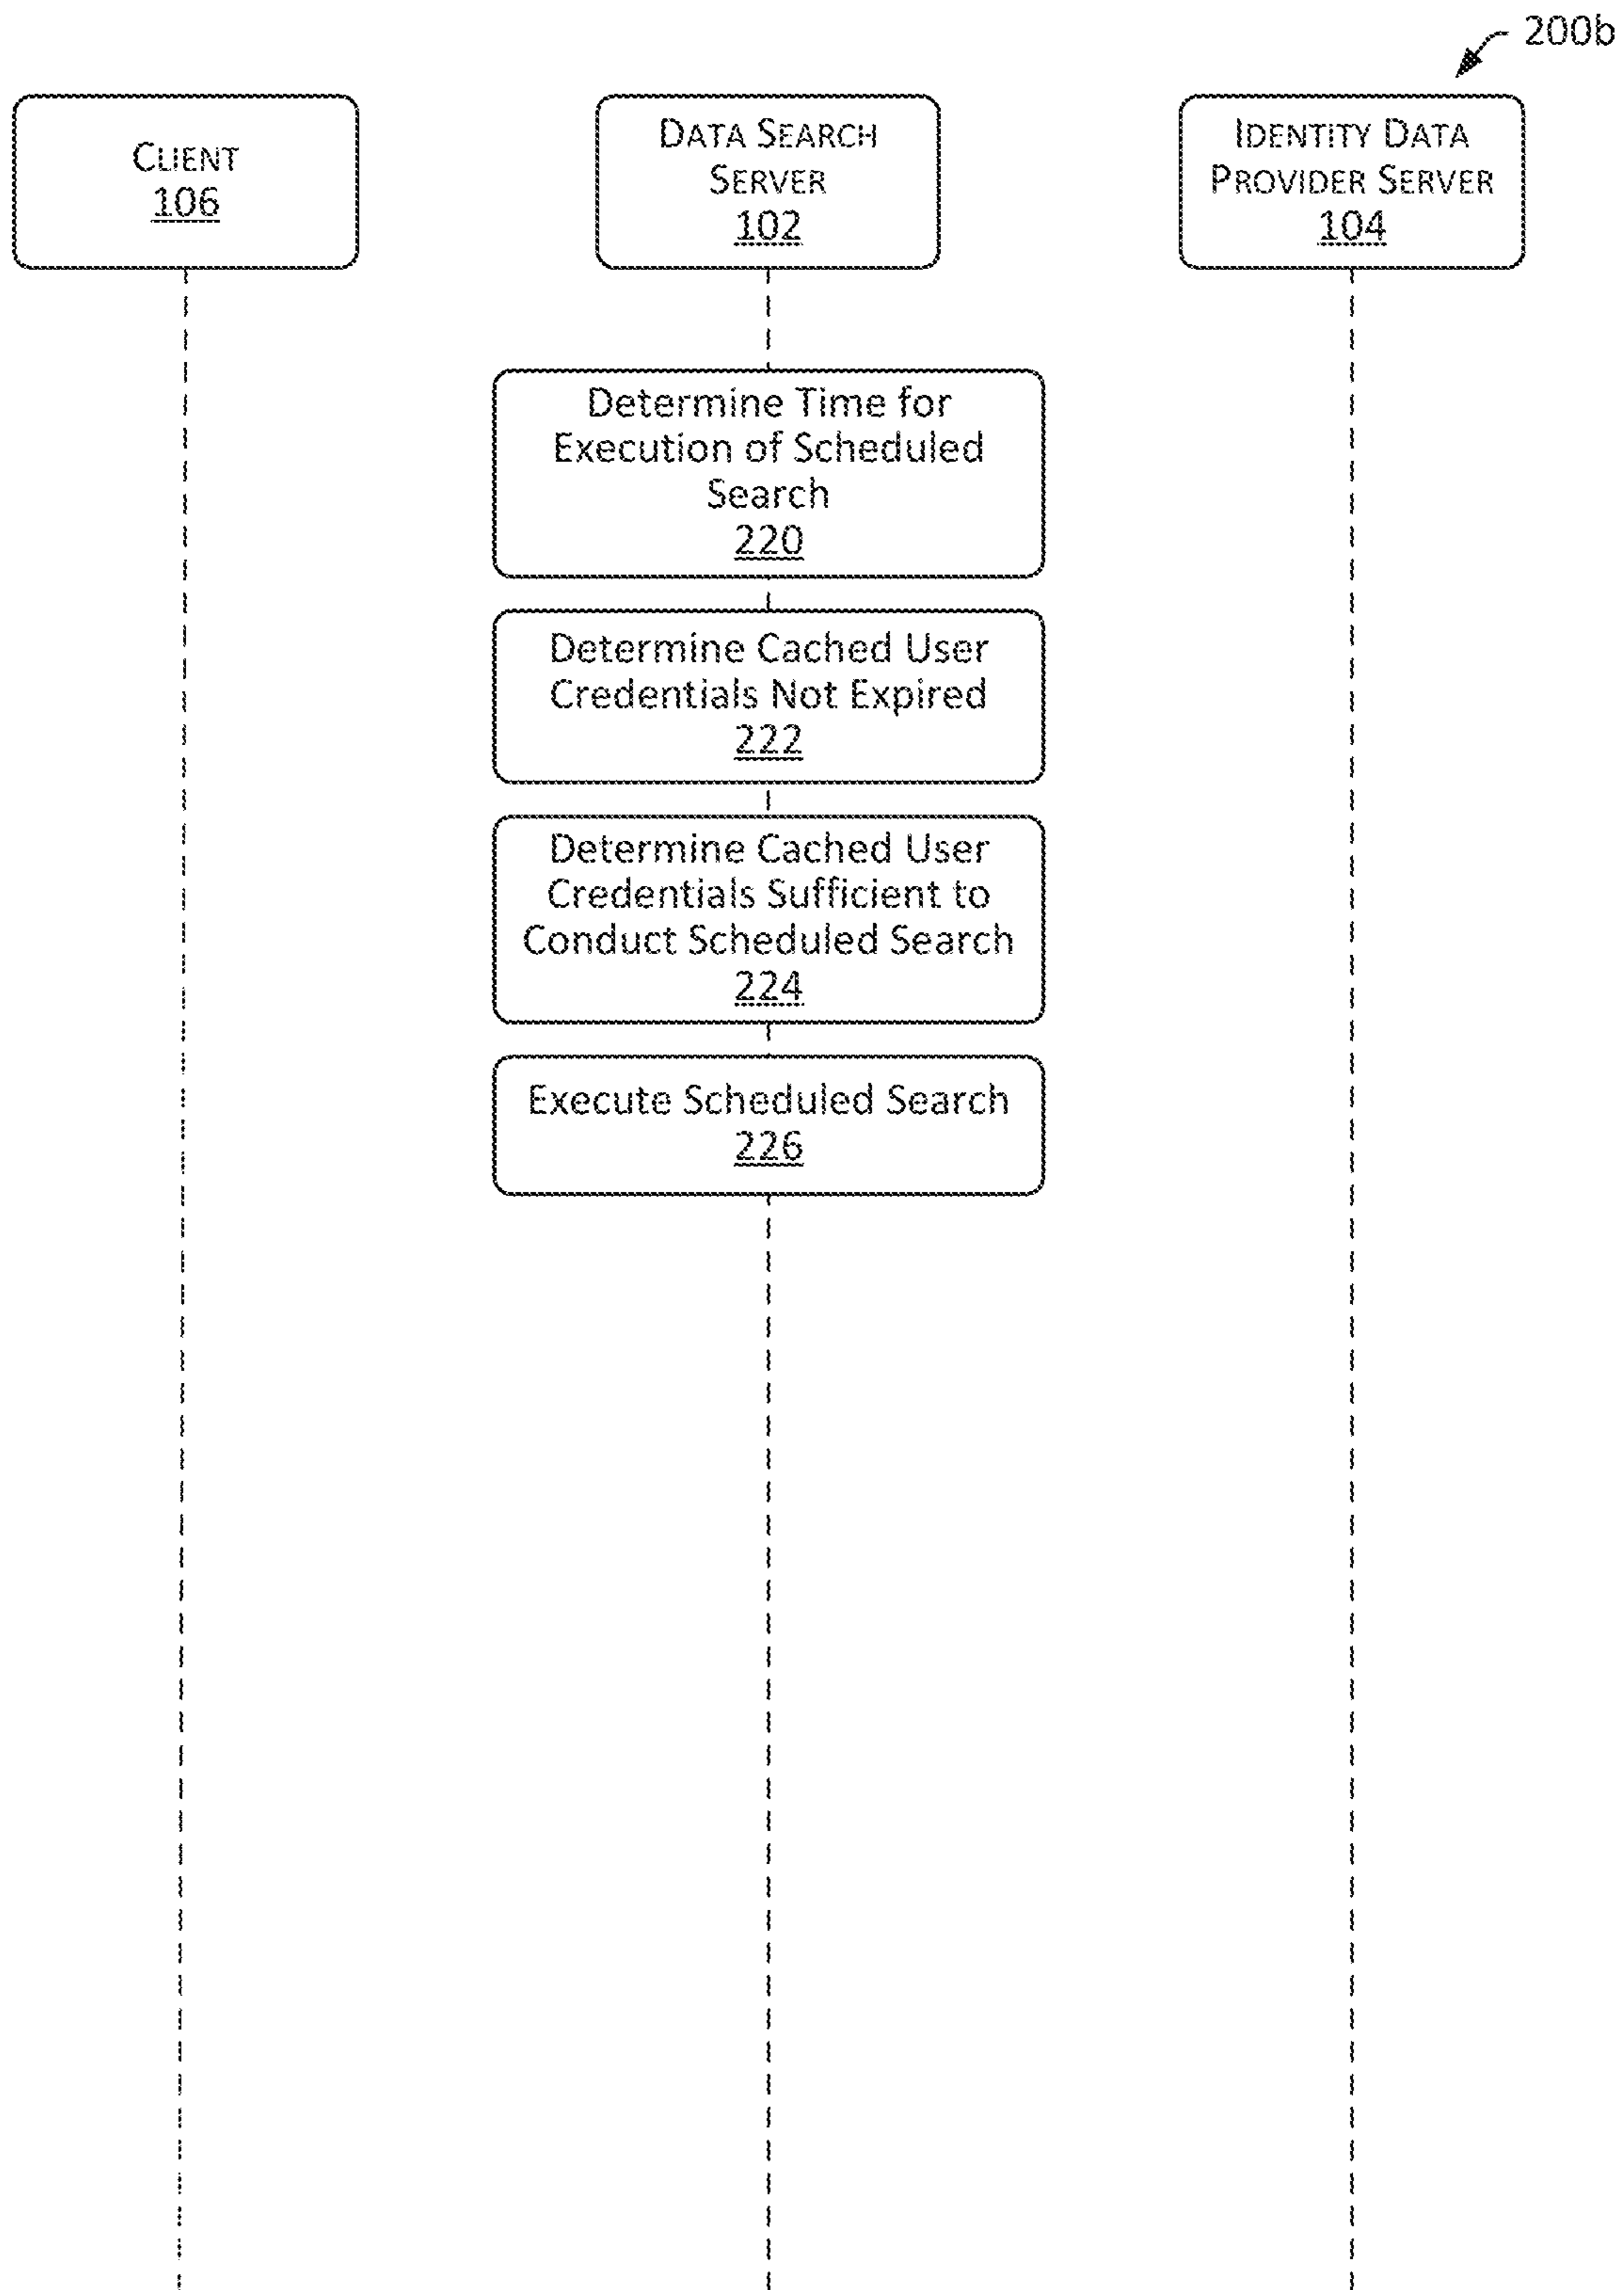 200b
CLIENT
106
DATA SEARCH
SERVER
102
IDENTITY DATA
PROVIDER SERVER
104
Determine Time for
Execution of Scheduled
Search
220
Determine Cached User
Credentials Not Expired
222
Determine Cached User
Credentials Sufficient to
Conduct Scheduled Search
224
Execute Scheduled Search
226